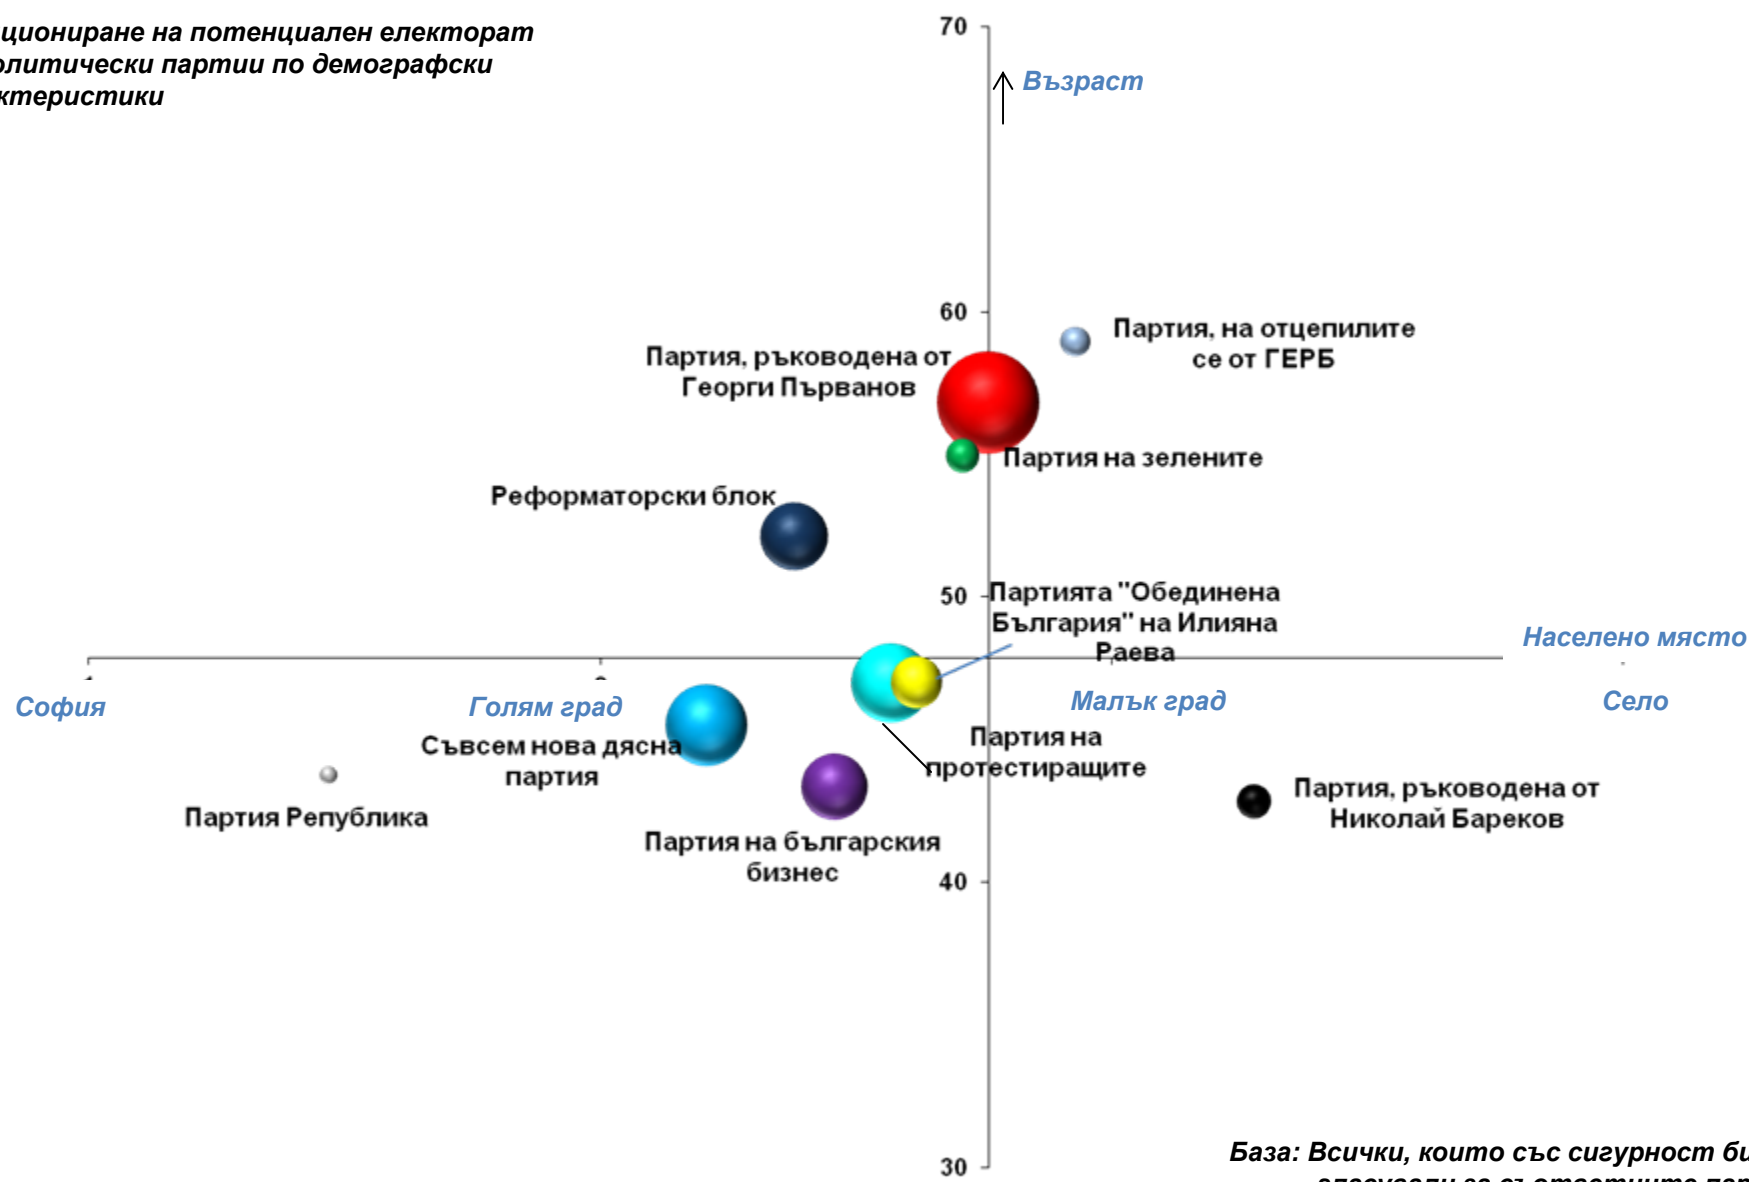 циониране на потенциален електорат
олитически партии по демографски
ктеристики
70
Възраст
60
Партия, на отцепилите
се от ГЕРБ
Партия, ръководена от
Георги Първанов
Партия на зелените
Реформаторски блок
50
Партията "Обединена
България" на Илияна
Раева
Населено място
София
Голям град
Малък град
Село
Съвсем нова дясна
партия
Партия на
протестиращите
Партия Република
Партия, ръководена от
Николай Бареков
Партия на българския
бизнес
40
30
База: Всички, които със сигурност би